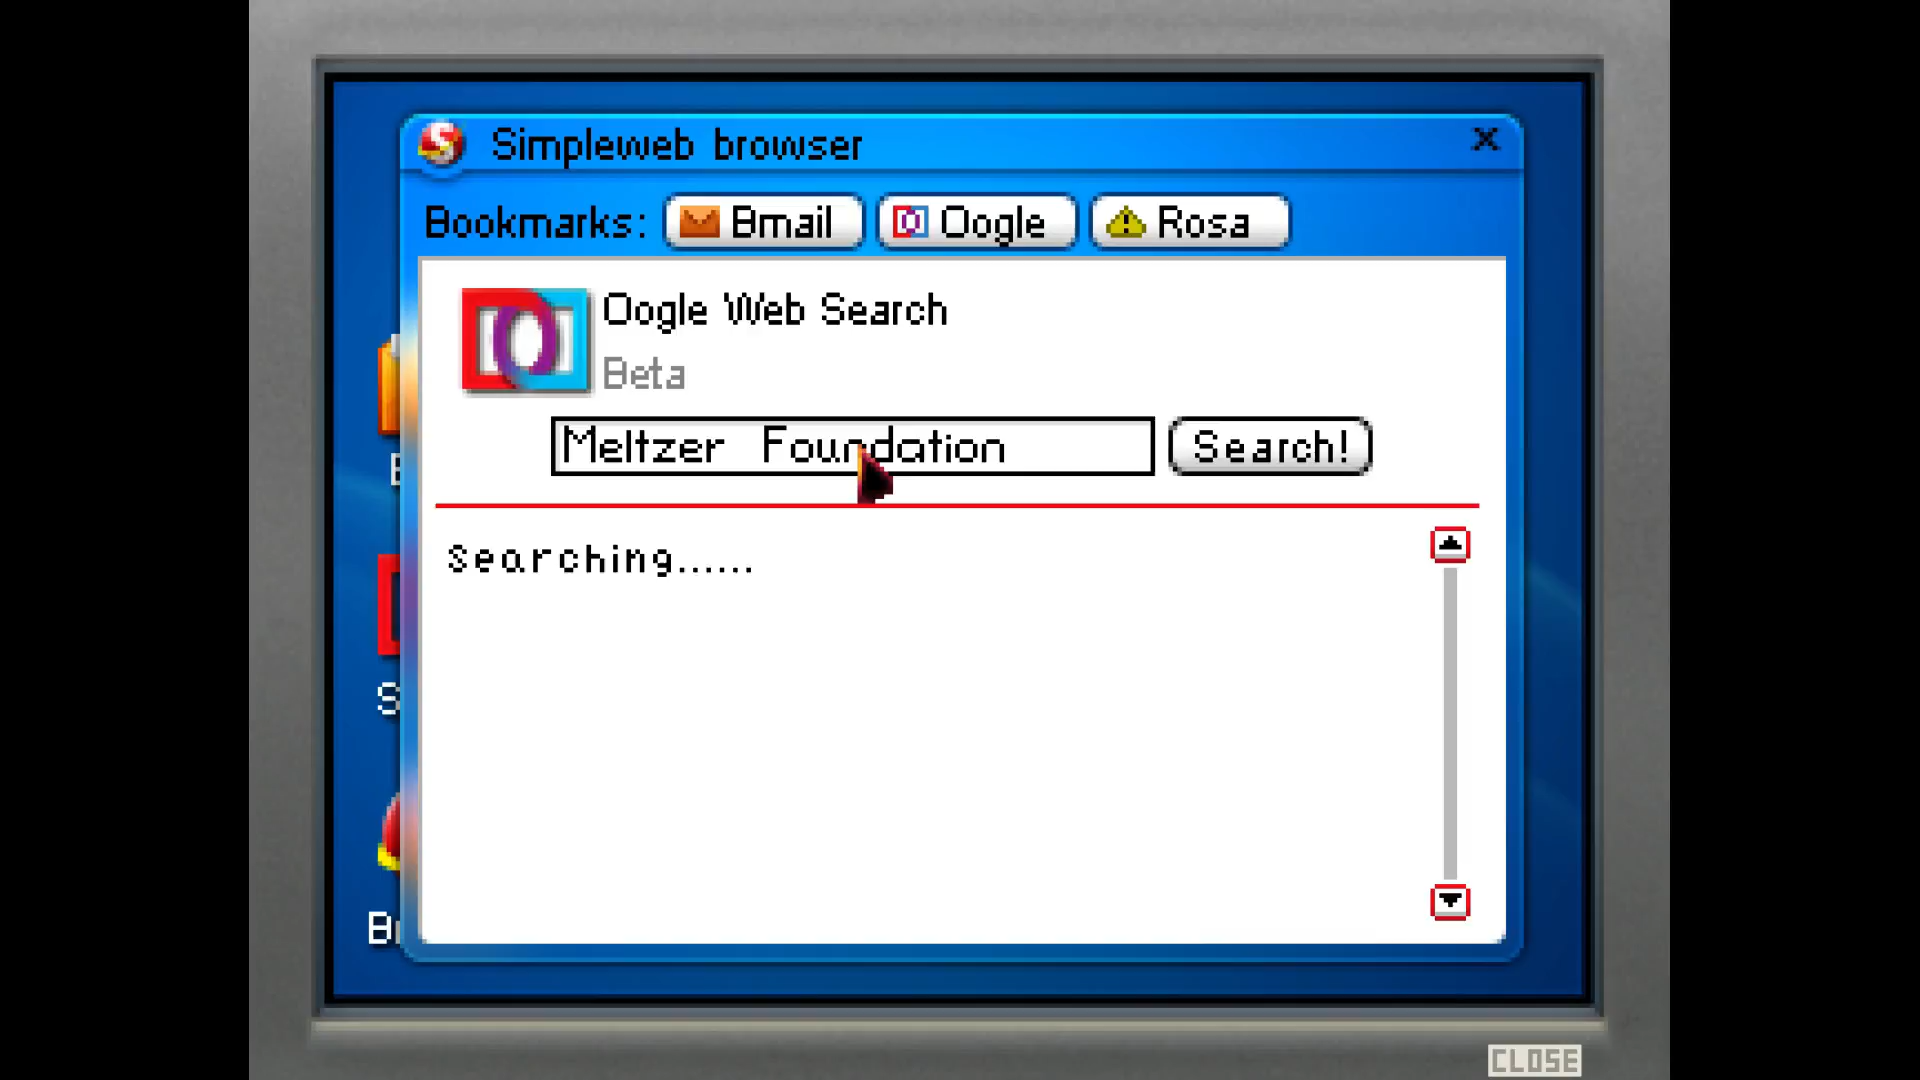 Simpleweb browser
Bookmarks: Bmail Oogle Rosa
Oogle Web Search
Beta
Meltzer Foundation Search!
Searching......
CLOSE